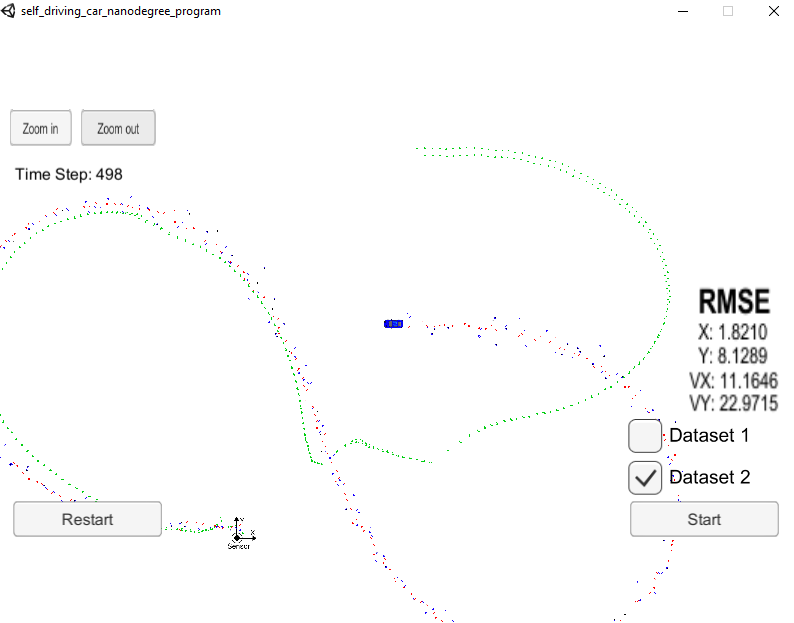 self_driving_car_nanodegree_program
Zoom in
Zoom out
Time Step: 498
RMSE
X: 1.8210
Y: 8.1289
VX: 11.1646
VY: 22.9715
Dataset 1
Dataset 2
Restart
Start
Y
X
Sensor